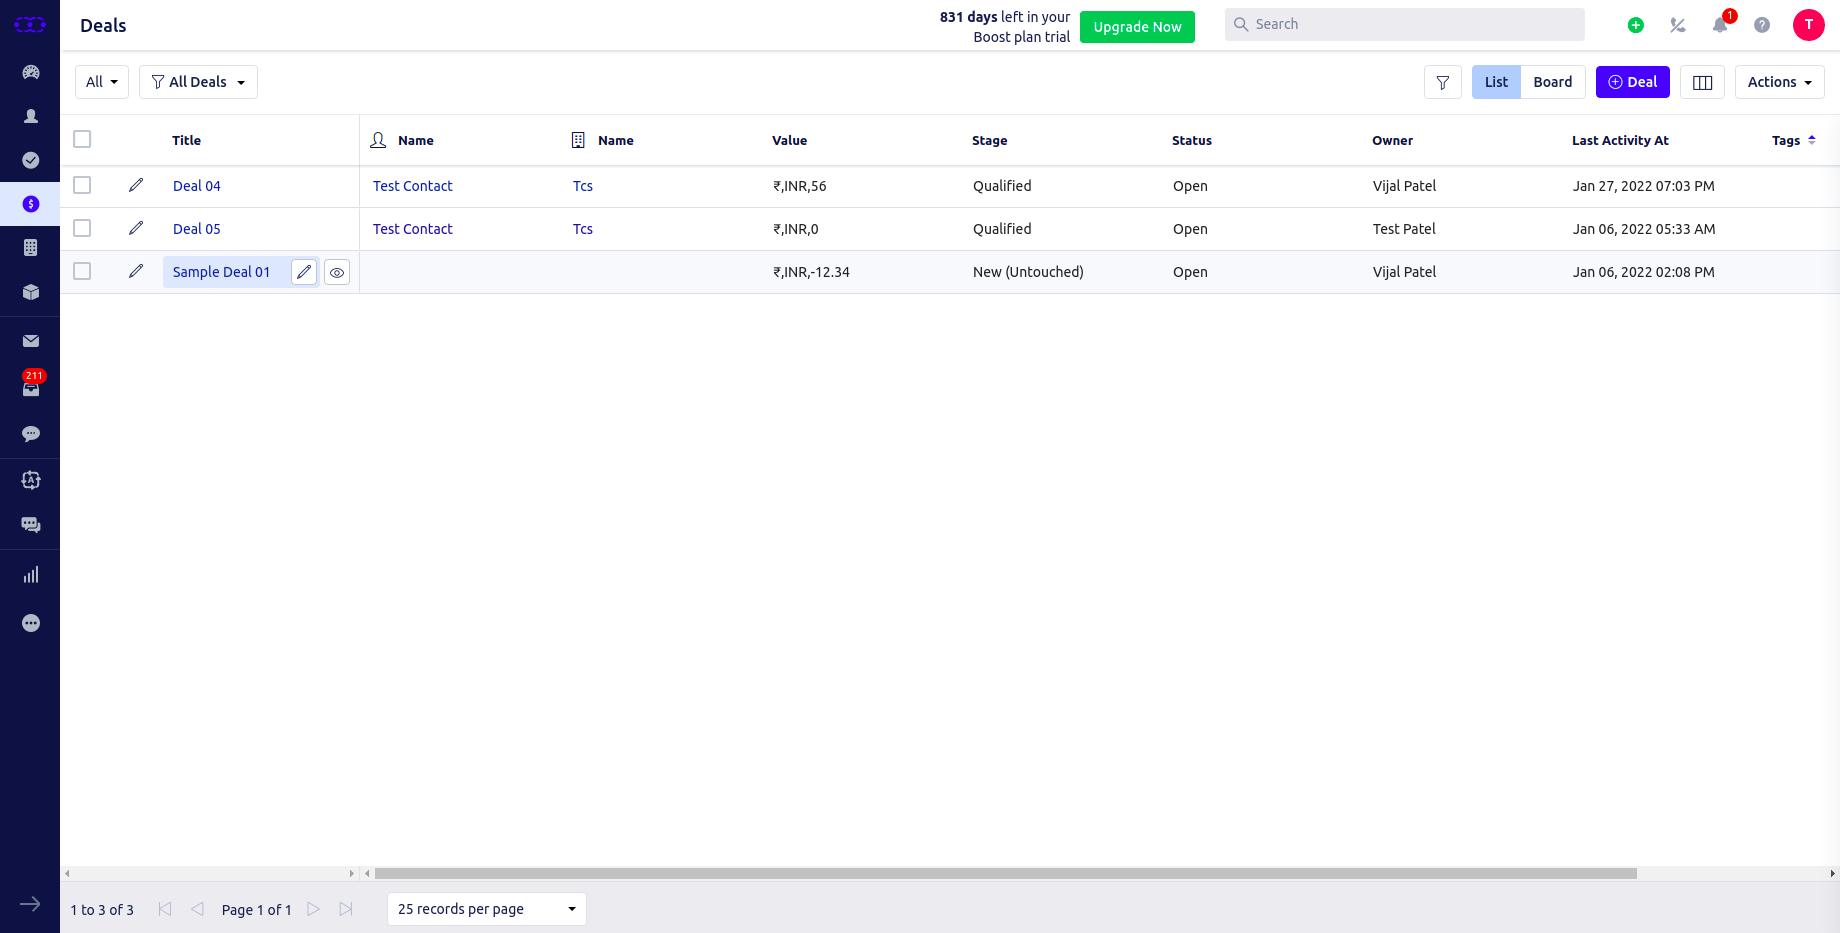 Deals
831 days left in your
Boost plan trial
Upgrade Now
Search
1
T
All
All Deals
List
Board
Deal
Actions
Title
Name
Name
Value
Stage
Status
Owner
Last Activity At
Tags
Deal 04
Test Contact
Tcs
₹,INR,56
Qualified
Open
Vijal Patel
Jan 27, 2022 07:03 PM
Deal 05
Test Contact
Tcs
₹,INR,0
Qualified
Open
Test Patel
Jan 06, 2022 05:33 AM
Sample Deal 01
₹,INR,-12.34
New (Untouched)
Open
Vijal Patel
Jan 06, 2022 02:08 PM
211
1 to 3 of 3
Page 1 of 1
25 records per page